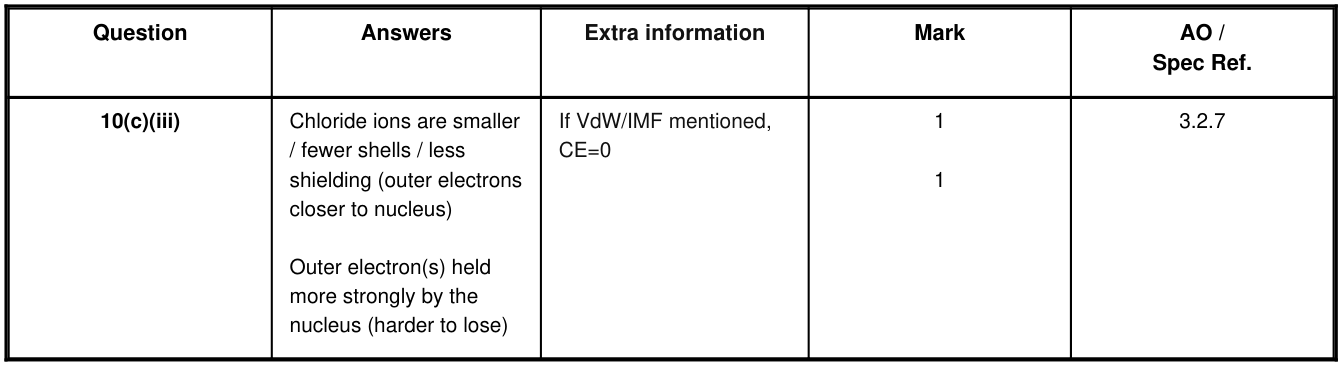 Question Answers Extra information Mark AO /
Spec Ref.
10(c)(iii) Chloride ions are smaller If VdW/IMF mentioned, 1 3.2.7
/ fewer shells / less CE=0
shielding (outer electrons 1
closer to nucleus)
Outer electron(s) held
more strongly by the
nucleus (harder to lose)